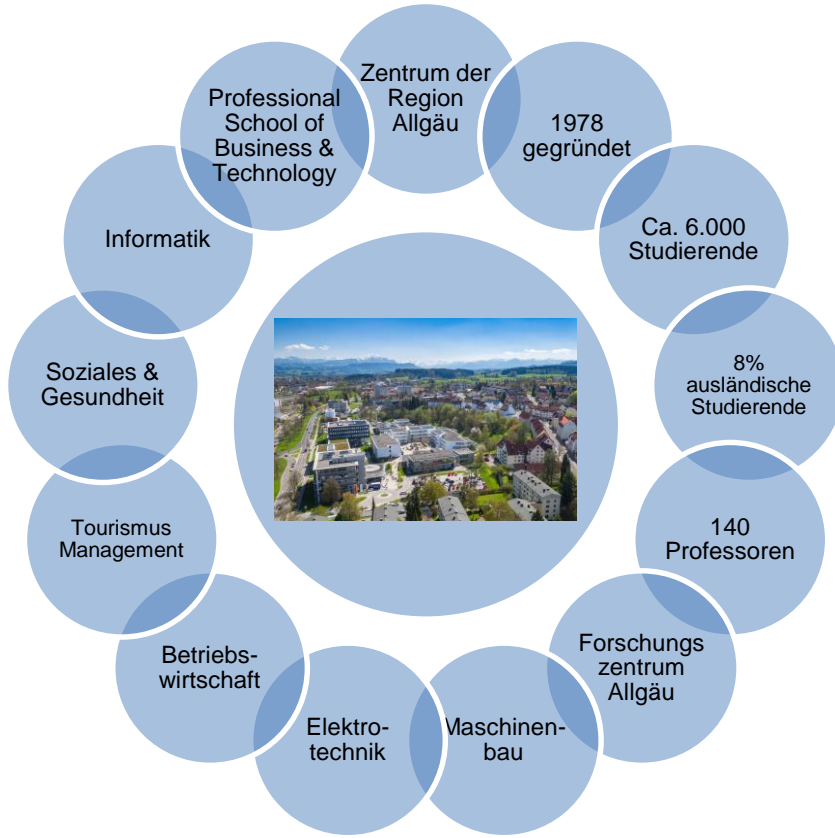 Zentrum der
Region
Allgäu
1978
gegründet
Ca. 6.000
Studierende
8%
ausländische
Studierende
140
Professoren
Forschungs
zentrum
Allgäu
Maschinen-
bau
Elektro-
technik
Betriebs-
wirtschaft
Tourismus
Management
Soziales &
Gesundheit
Informatik
Professional
School of
Business &
Technology